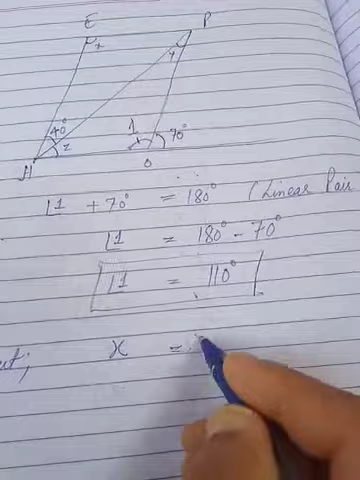 E
P
x
y
40°
z
1
70°
H
O
∠1 + 70° = 180° (Linear Pair
∠1 = 180° - 70°
∠1 = 110°
x =